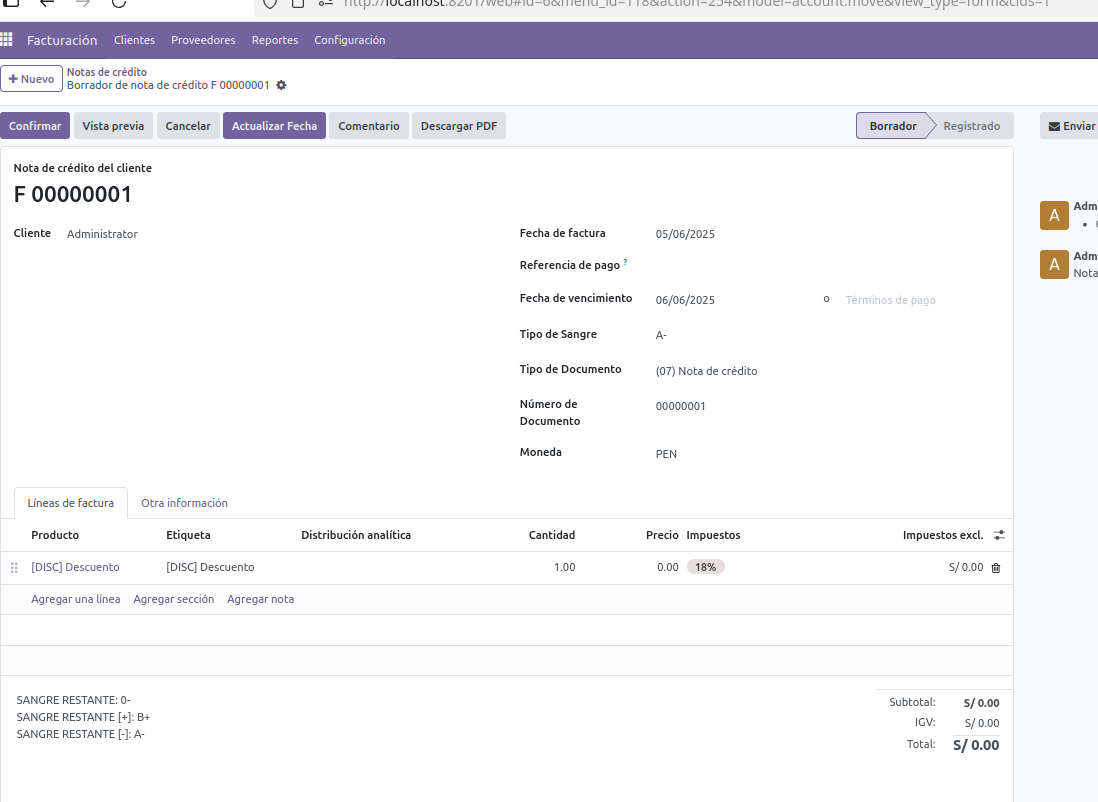 http://localhost:8201/web#id=6&menu_id=118&action=254&model=account.move&view_type=form&cids=1
Facturación Clientes Proveedores Reportes Configuración
+ Nuevo
Notas de crédito
Borrador de nota de crédito F 00000001
Confirmar Vista previa Cancelar Actualizar Fecha Comentario Descargar PDF Borrador Registrado Enviar
Nota de crédito del cliente
F 00000001
Cliente Administrator
Fecha de factura 05/06/2025
Referencia de pago ?
Fecha de vencimiento 06/06/2025 o Términos de pago
Tipo de Sangre A-
Tipo de Documento (07) Nota de crédito
Número de Documento 00000001
Moneda PEN
A Adm
A Adm
Nota
Líneas de factura Otra información
Producto Etiqueta Distribución analítica Cantidad Precio Impuestos Impuestos excl.
[DISC] Descuento [DISC] Descuento 1.00 0.00 18% S/ 0.00
Agregar una línea Agregar sección Agregar nota
SANGRE RESTANTE: 0-
SANGRE RESTANTE [+]: B+
SANGRE RESTANTE [-]: A-
Subtotal: S/ 0.00
IGV: S/ 0.00
Total: S/ 0.00